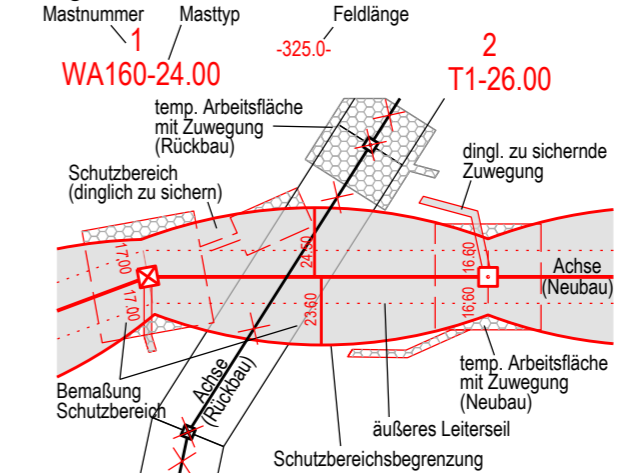 Mastnummer
Masttyp
Feldlänge
1
WA160-24.00
-325.0-
2
T1-26.00
temp. Arbeitsfläche
mit Zuwegung
(Rückbau)
dingl. zu sichernde
Zuwegung
Schutzbereich
(dinglich zu sichern)
17.00
17.00
24.50
23.60
16.60
16.60
Achse
(Neubau)
Achse
(Rückbau)
Bemaßung
Schutzbereich
temp. Arbeitsfläche
mit Zuwegung
(Neubau)
äußeres Leiterseil
Schutzbereichsbegrenzung